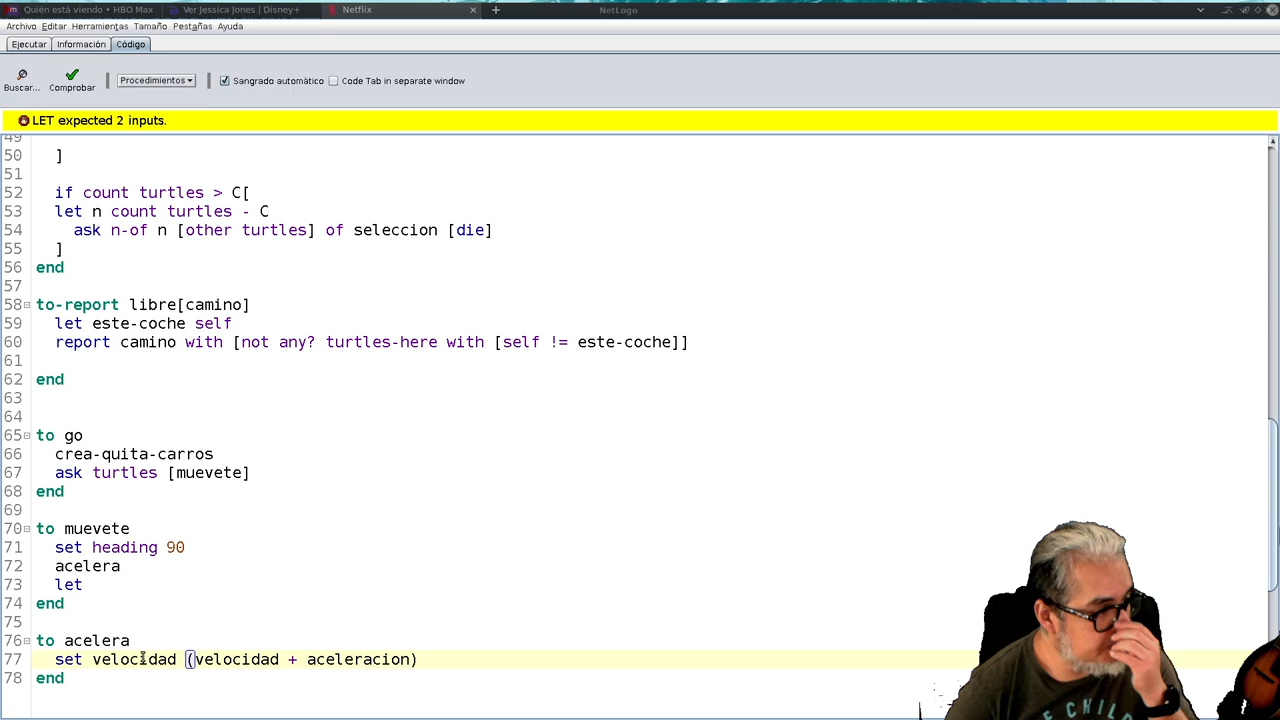 Quién está viendo • HBO Max
Ver Jessica Jones | Disney+
Netflix
NetLogo
Archivo Editar Herramientas Tamaño Pestañas Ayuda
Ejecutar Información Código
Buscar... Comprobar Procedimientos Sangrado automático Code Tab in separate window
LET expected 2 inputs.
49
50 ]
51
52 if count turtles > C[
53 let n count turtles - C
54 ask n-of n [other turtles] of seleccion [die]
55 ]
56 end
57
58 to-report libre[camino]
59 let este-coche self
60 report camino with [not any? turtles-here with [self != este-coche]]
61
62 end
63
64
65 to go
66 crea-quita-carros
67 ask turtles [muevete]
68 end
69
70 to muevete
71 set heading 90
72 acelera
73 let
74 end
75
76 to acelera
77 set velocidad (velocidad + aceleracion)
78 end